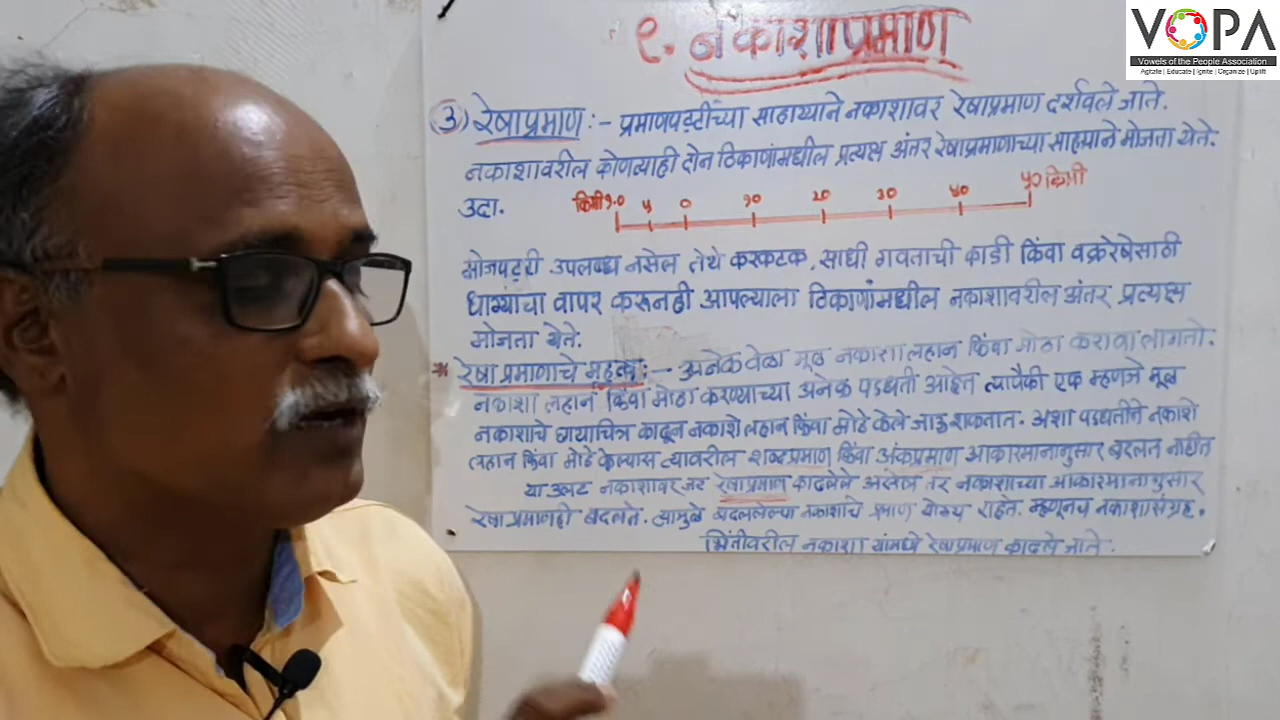 VOPA
Vowels of the People Association
Agitate | Educate | Ignite | Organize | Uplift
९. नकाशाप्रमाण
३) रेषाप्रमाण :- प्रमाणपट्टीच्या साहाय्याने नकाशावर रेषाप्रमाण दर्शवले जाते.
नकाशावरील कोणत्याही दोन ठिकाणांमधील प्रत्यक्ष अंतर रेषाप्रमाणाच्या साह्याने मोजता येते.
उदा. किमी १० ५ ० १० २० ३० ४० ५० किमी
मोजपट्टी उपलब्ध नसेल तेथे करकटक, साधी गवताची काडी किंवा वक्ररेषेसाठी
धाग्यांचा वापर करूनही आपल्याला ठिकाणांमधील नकाशावरील अंतर प्रत्यक्ष
मोजता येते.
* रेषाप्रमाणाचे महत्व :- अनेकवेळा मूळ नकाशा लहान किंवा मोठा करावा लागतो.
नकाशा लहान किंवा मोठा करण्याच्या अनेक पद्धती आहेत त्यापैकी एक म्हणजे मूळ
नकाशाचे छायाचित्र काढून नकाशे लहान किंवा मोठे केले जाऊ शकतात. अशा पद्धतीने नकाशे
लहान किंवा मोठे केल्यास त्यावरील शब्दप्रमाण किंवा अंकप्रमाण आकारमानानुसार बदलत नाहीत
या उलट नकाशावर जर रेषाप्रमाण काढलेले असेल तर नकाशाच्या आकारमानानुसार
रेषाप्रमाणही बदलते. यामुळे बदललेल्या नकाशाचे प्रमाण योग्य राहते. म्हणूनच नकाशासंग्रह,
भिंतीवरील नकाशा यांमध्ये रेषाप्रमाण काढले जाते.